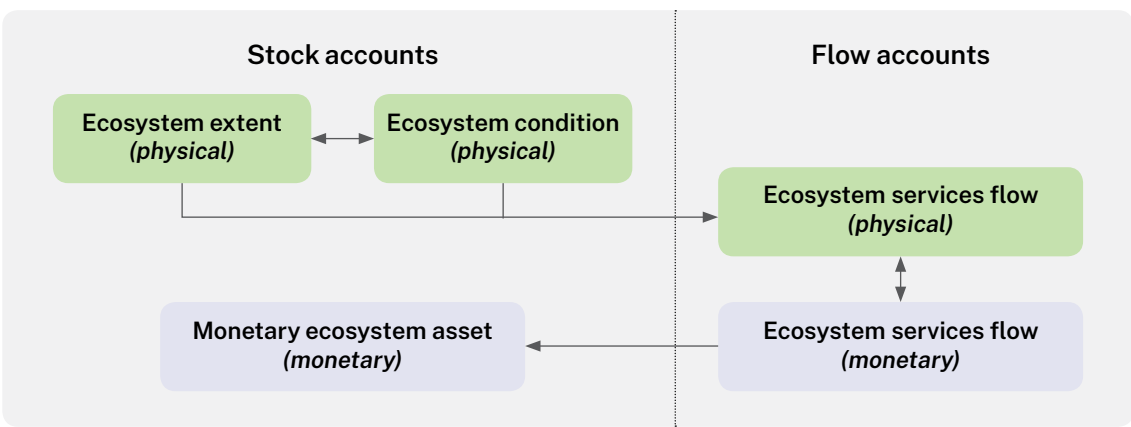 Stock accounts
Flow accounts
Ecosystem extent
(physical)
Ecosystem condition
(physical)
Ecosystem services flow
(physical)
Monetary ecosystem asset
(monetary)
Ecosystem services flow
(monetary)